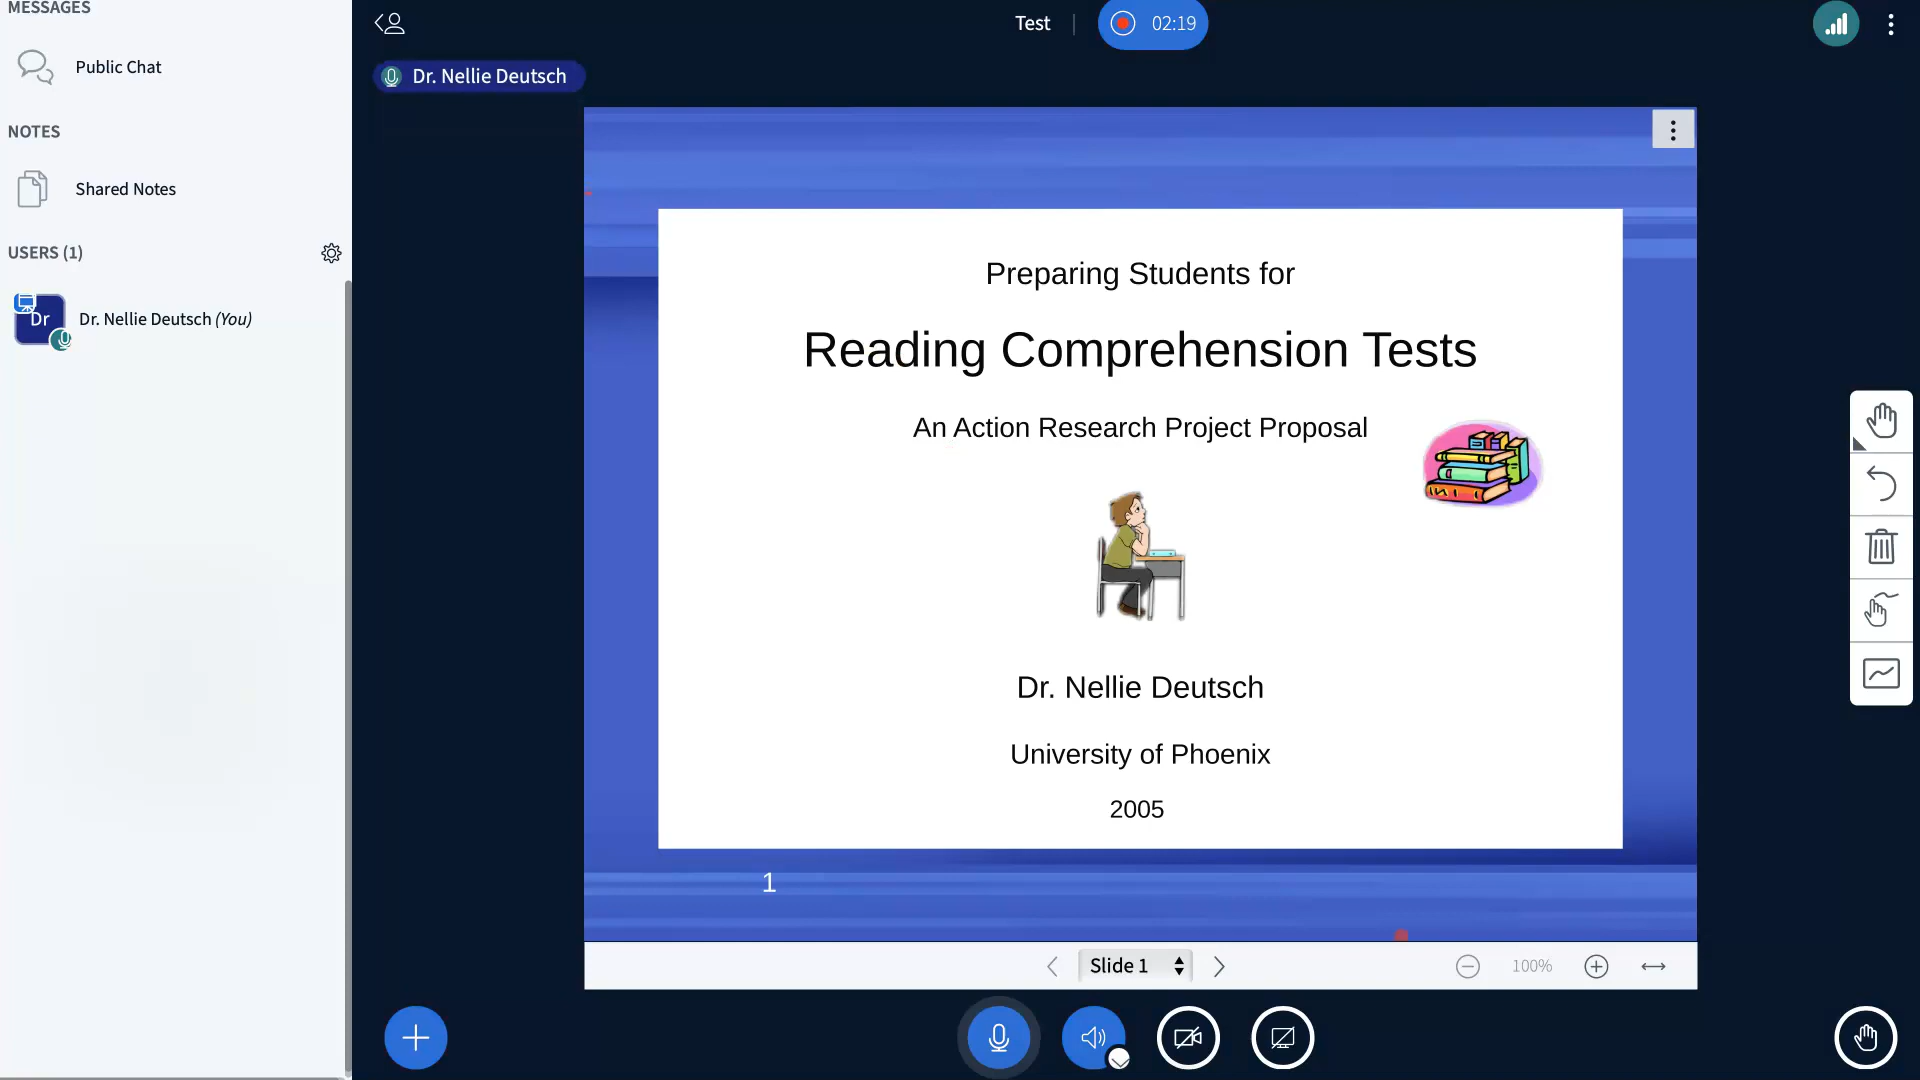 MESSAGES
Public Chat
NOTES
Shared Notes
USERS (1)
Dr
Dr. Nellie Deutsch (You)
Test
02:19
Dr. Nellie Deutsch
Preparing Students for
Reading Comprehension Tests
An Action Research Project Proposal
Dr. Nellie Deutsch
University of Phoenix
2005
1
Slide 1
100%